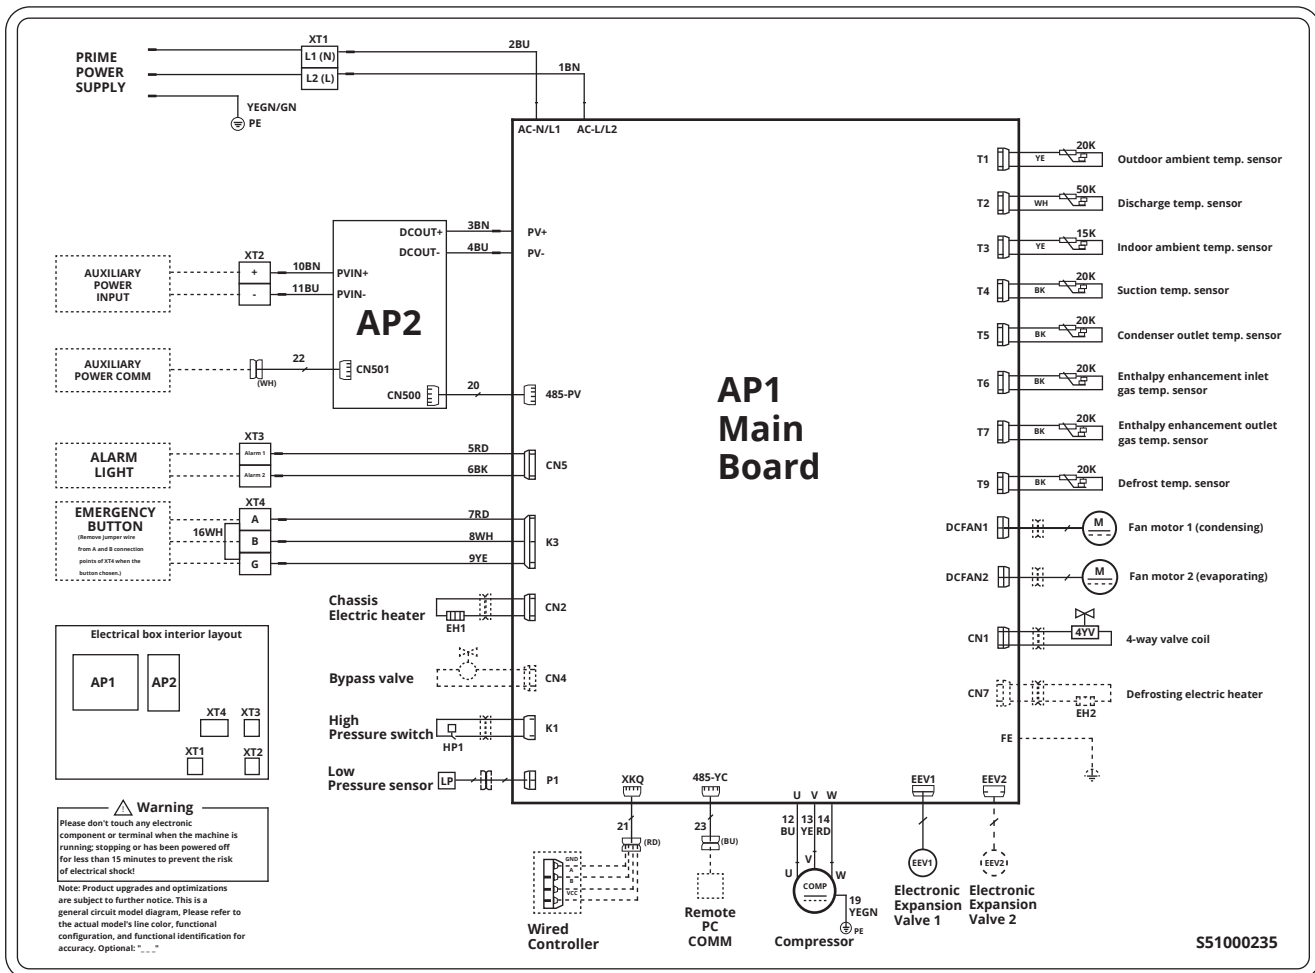 PRIME
POWER
SUPPLY
XT1
L1 (N)
L2 (L)
2BU
1BN
YEGN/GN
PE
AC-N/L1 AC-L/L2
AUXILIARY
POWER
INPUT
XT2
+
-
10BN
11BU
PVIN+
PVIN-
DCOUT+
DCOUT-
AP2
3BN
4BU
PV+
PV-
AUXILIARY
POWER COMM
(WH)
22
CN501
CN500
20
485-PV
ALARM
LIGHT
XT3
Alarm 1
Alarm 2
5RD
6BK
CN5
EMERGENCY
BUTTON
(Remove jumper wire
from A and B connection
points of XT4 when the
button chosen.)
XT4
16WH
A
B
G
7RD
8WH
9YE
K3
Chassis
Electric heater
EH1
CN2
Bypass valve
CN4
High
Pressure switch
HP1
K1
Low
Pressure sensor
LP
P1
AP1
Main
Board
T1
YE
20K
Outdoor ambient temp. sensor
T2
WH
50K
Discharge temp. sensor
T3
YE
15K
Indoor ambient temp. sensor
T4
BK
20K
Suction temp. sensor
T5
BK
20K
Condenser outlet temp. sensor
T6
BK
20K
Enthalpy enhancement inlet
gas temp. sensor
T7
BK
20K
Enthalpy enhancement outlet
gas temp. sensor
T9
BK
20K
Defrost temp. sensor
DCFAN1
M
Fan motor 1 (condensing)
DCFAN2
M
Fan motor 2 (evaporating)
CN1
4YV
4-way valve coil
CN7
EH2
Defrosting electric heater
FE
Electrical box interior layout
AP1
AP2
XT4
XT3
XT1
XT2
Warning
Please don't touch any electronic
component or terminal when the machine is
running; stopping or has been powered off
for less than 15 minutes to prevent the risk
of electrical shock!
Note: Product upgrades and optimizations
are subject to further notice. This is a
general circuit model diagram, Please refer to
the actual model's line color, functional
configuration, and functional identification for
accuracy. Optional: "_ _ _"
XKQ
21
(RD)
GND
A
B
VCC
Wired
Controller
485-YC
23
(BU)
Remote
PC
COMM
U V W
12
BU
13
YE
14
RD
U
V
W
COMP
19
YEGN
PE
Compressor
EEV1
EEV1
Electronic
Expansion
Valve 1
EEV2
EEV2
Electronic
Expansion
Valve 2
S51000235